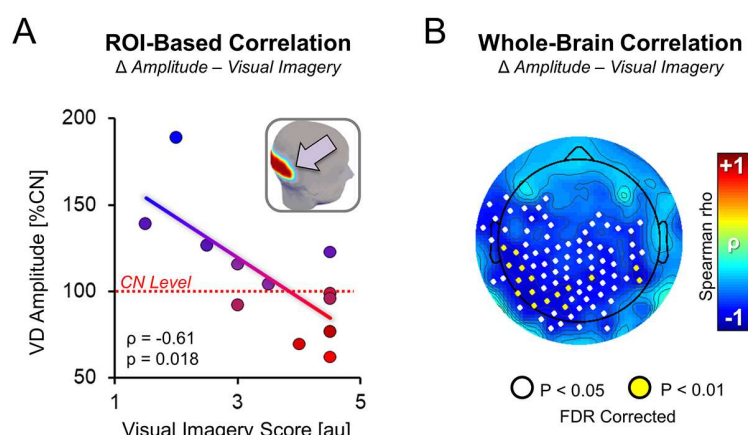 A
ROI-Based Correlation
Δ Amplitude – Visual Imagery
200
150
100
50
VD Amplitude [%CN]
CN Level
ρ = -0.61
p = 0.018
1
3
5
Visual Imagery Score [au]
B
Whole-Brain Correlation
Δ Amplitude – Visual Imagery
+1
ρ
-1
Spearman rho
P < 0.05
P < 0.01
FDR Corrected